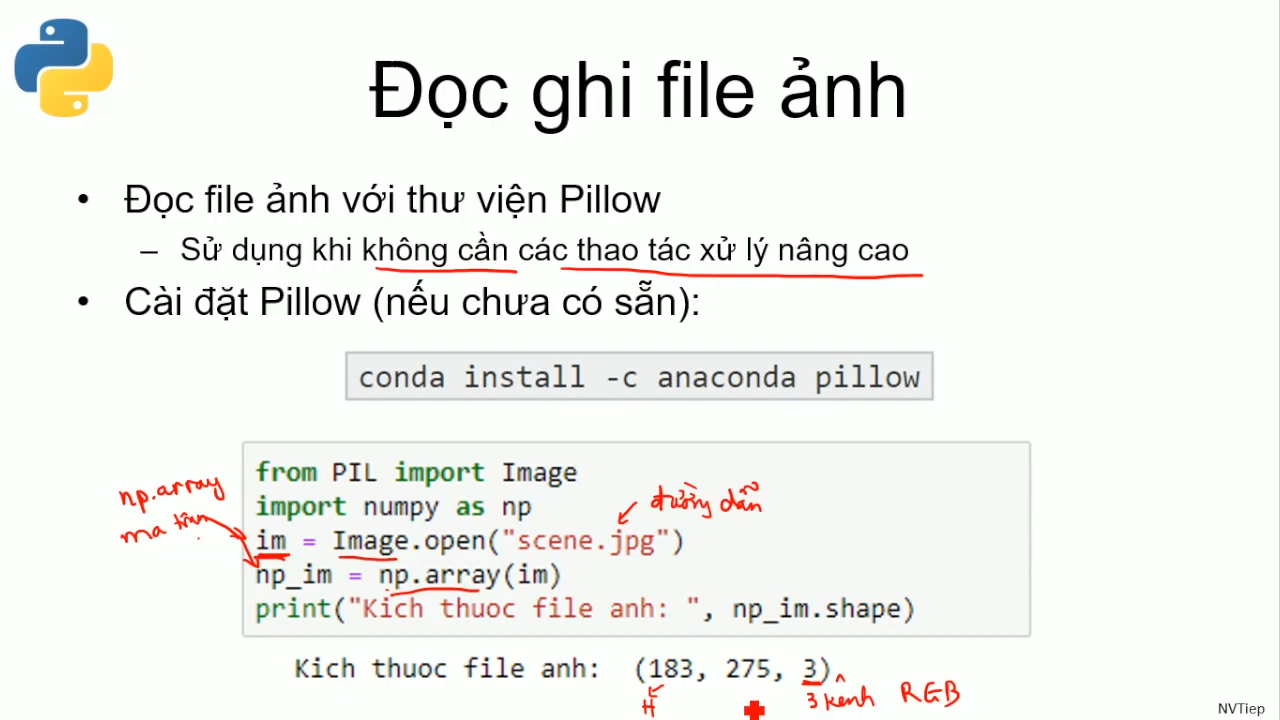 Đọc ghi file ảnh
• Đọc file ảnh với thư viện Pillow
– Sử dụng khi không cần các thao tác xử lý nâng cao
• Cài đặt Pillow (nếu chưa có sẵn):
conda install -c anaconda pillow
from PIL import Image
import numpy as np
im = Image.open("scene.jpg")
np_im = np.array(im)
print("Kich thuoc file anh: ", np_im.shape)
np.array
ma trận
đường dẫn
Kich thuoc file anh: (183, 275, 3)
H
3 kênh RGB
NVTiep